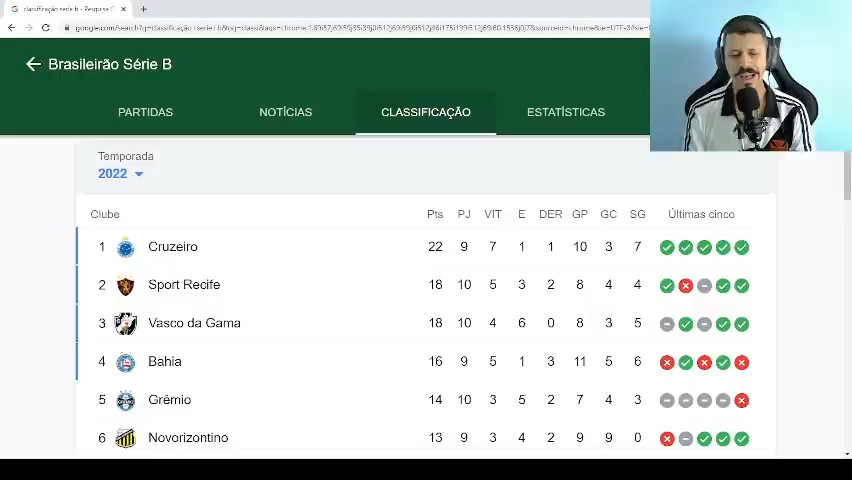 classificação serie b - Pesquisa G
Brasileirão Série B
PARTIDAS NOTÍCIAS CLASSIFICAÇÃO ESTATÍSTICAS
Temporada
2022
Clube Pts PJ VIT E DER GP GC SG Últimas cinco
1 Cruzeiro 22 9 7 1 1 10 3 7
2 Sport Recife 18 10 5 3 2 8 4 4
3 Vasco da Gama 18 10 4 6 0 8 3 5
4 Bahia 16 9 5 1 3 11 5 6
5 Grêmio 14 10 3 5 2 7 4 3
6 Novorizontino 13 9 3 4 2 9 9 0